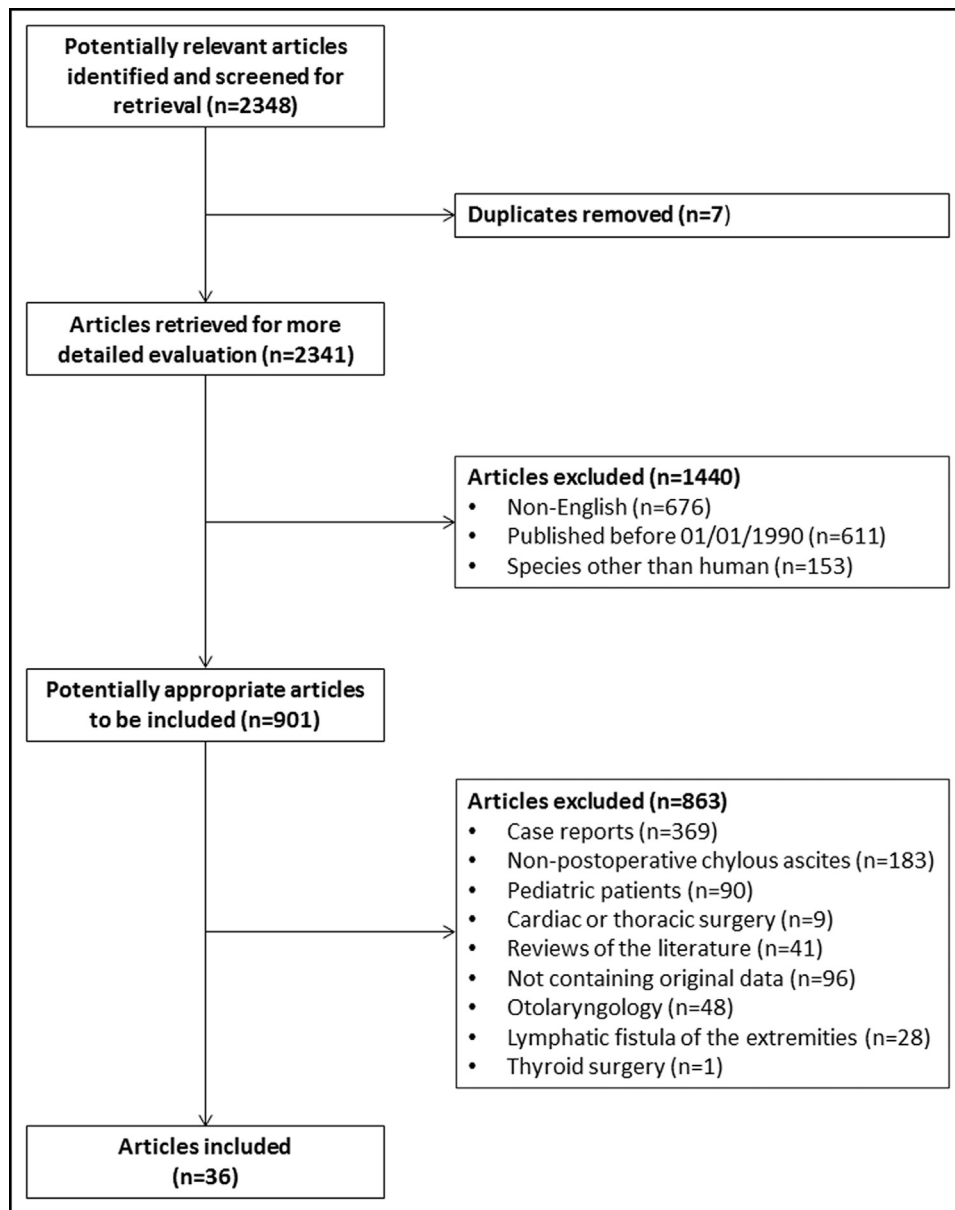 Potentially relevant articles
identified and screened for
retrieval (n=2348)
Duplicates removed (n=7)
Articles retrieved for more
detailed evaluation (n=2341)
Articles excluded (n=1440)
• Non-English (n=676)
• Published before 01/01/1990 (n=611)
• Species other than human (n=153)
Potentially appropriate articles
to be included (n=901)
Articles excluded (n=863)
• Case reports (n=369)
• Non-postoperative chylous ascites (n=183)
• Pediatric patients (n=90)
• Cardiac or thoracic surgery (n=9)
• Reviews of the literature (n=41)
• Not containing original data (n=96)
• Otolaryngology (n=48)
• Lymphatic fistula of the extremities (n=28)
• Thyroid surgery (n=1)
Articles included
(n=36)